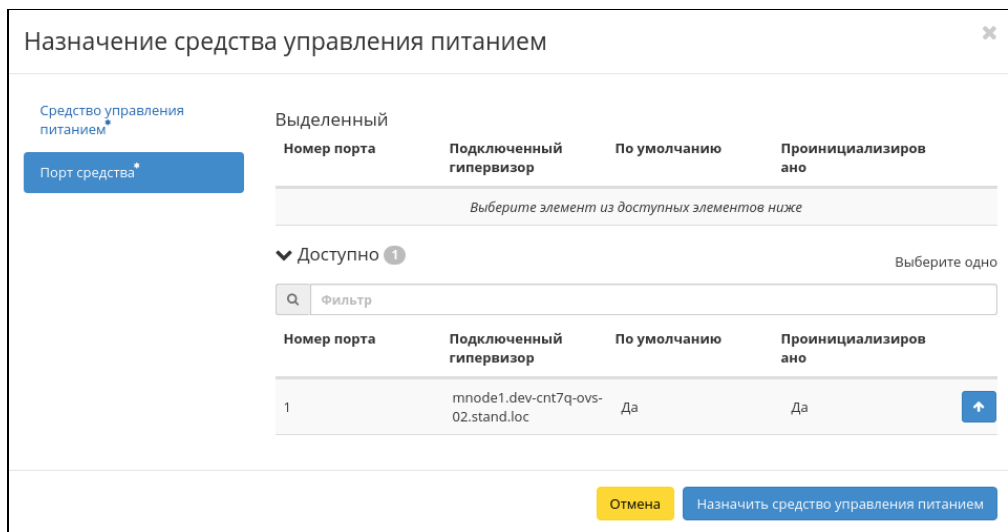 Назначение средства управления питанием
×
Средство управления
питанием*
Порт средства*
Выделенный
Номер порта Подключенный По умолчанию Проинициализиров
гипервизор ано
Выберите элемент из доступных элементов ниже
Доступно 1
Выберите одно
Фильтр
Номер порта Подключенный По умолчанию Проинициализиров
гипервизор ано
1 mnode1.dev-cnt7q-ovs- Да Да
02.stand.loc
Отмена Назначить средство управления питанием